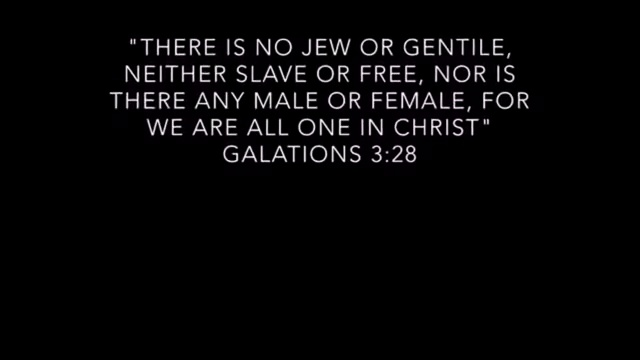 "THERE IS NO JEW OR GENTILE,
NEITHER SLAVE OR FREE, NOR IS
THERE ANY MALE OR FEMALE, FOR
WE ARE ALL ONE IN CHRIST"
GALATIONS 3:28